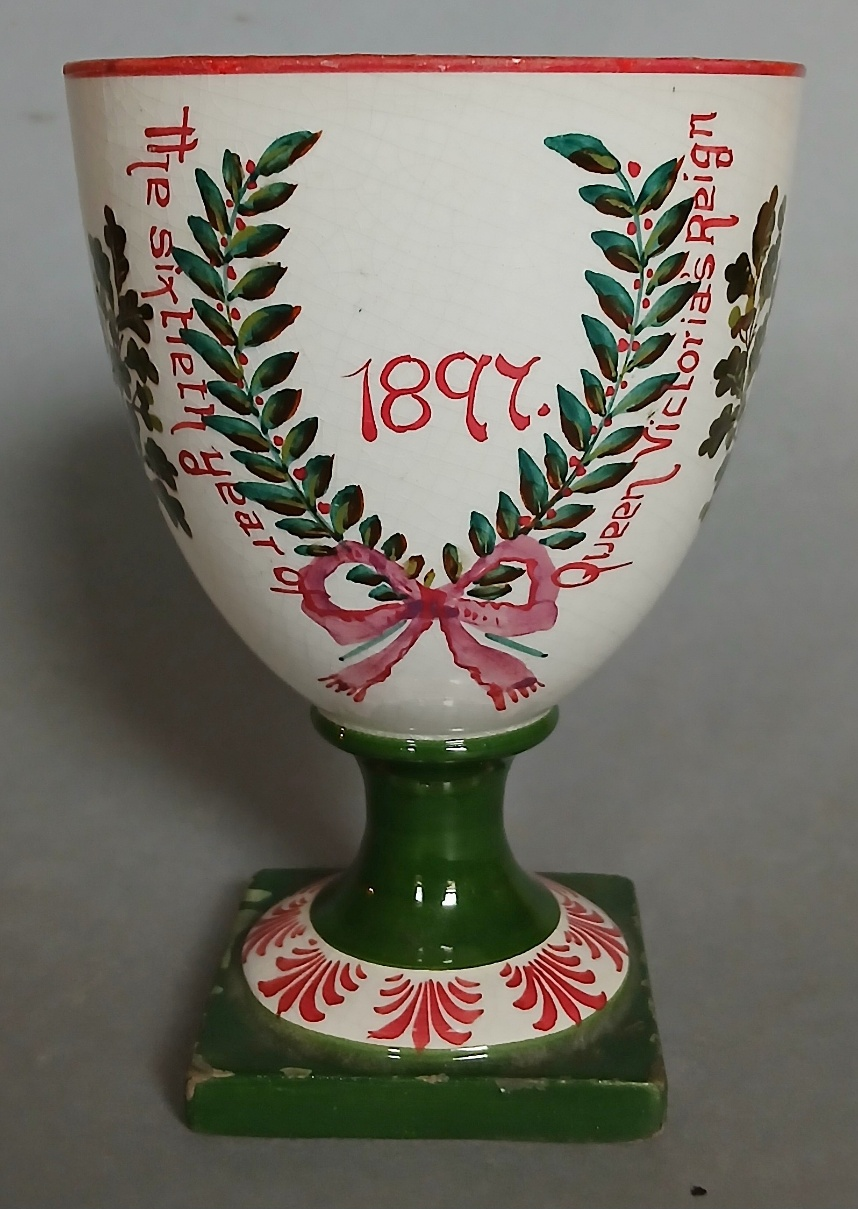 The sixtieth year of
1897.
Queen Victoria's Reign